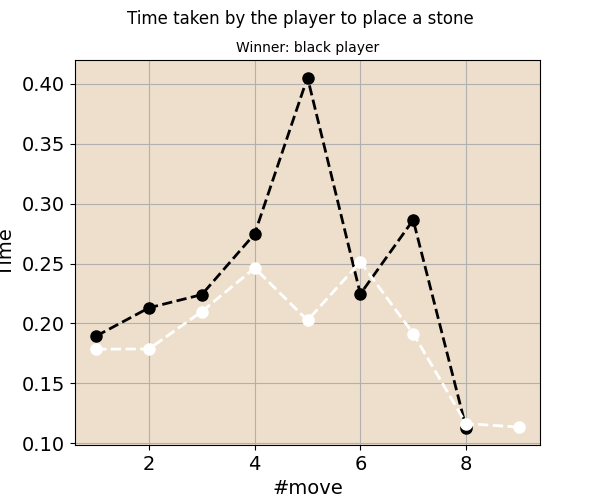 Time taken by the player to place a stone
Winner: black player
0.40
0.35
0.30
0.25
0.20
0.15
0.10
Time
2 4 6 8
#move